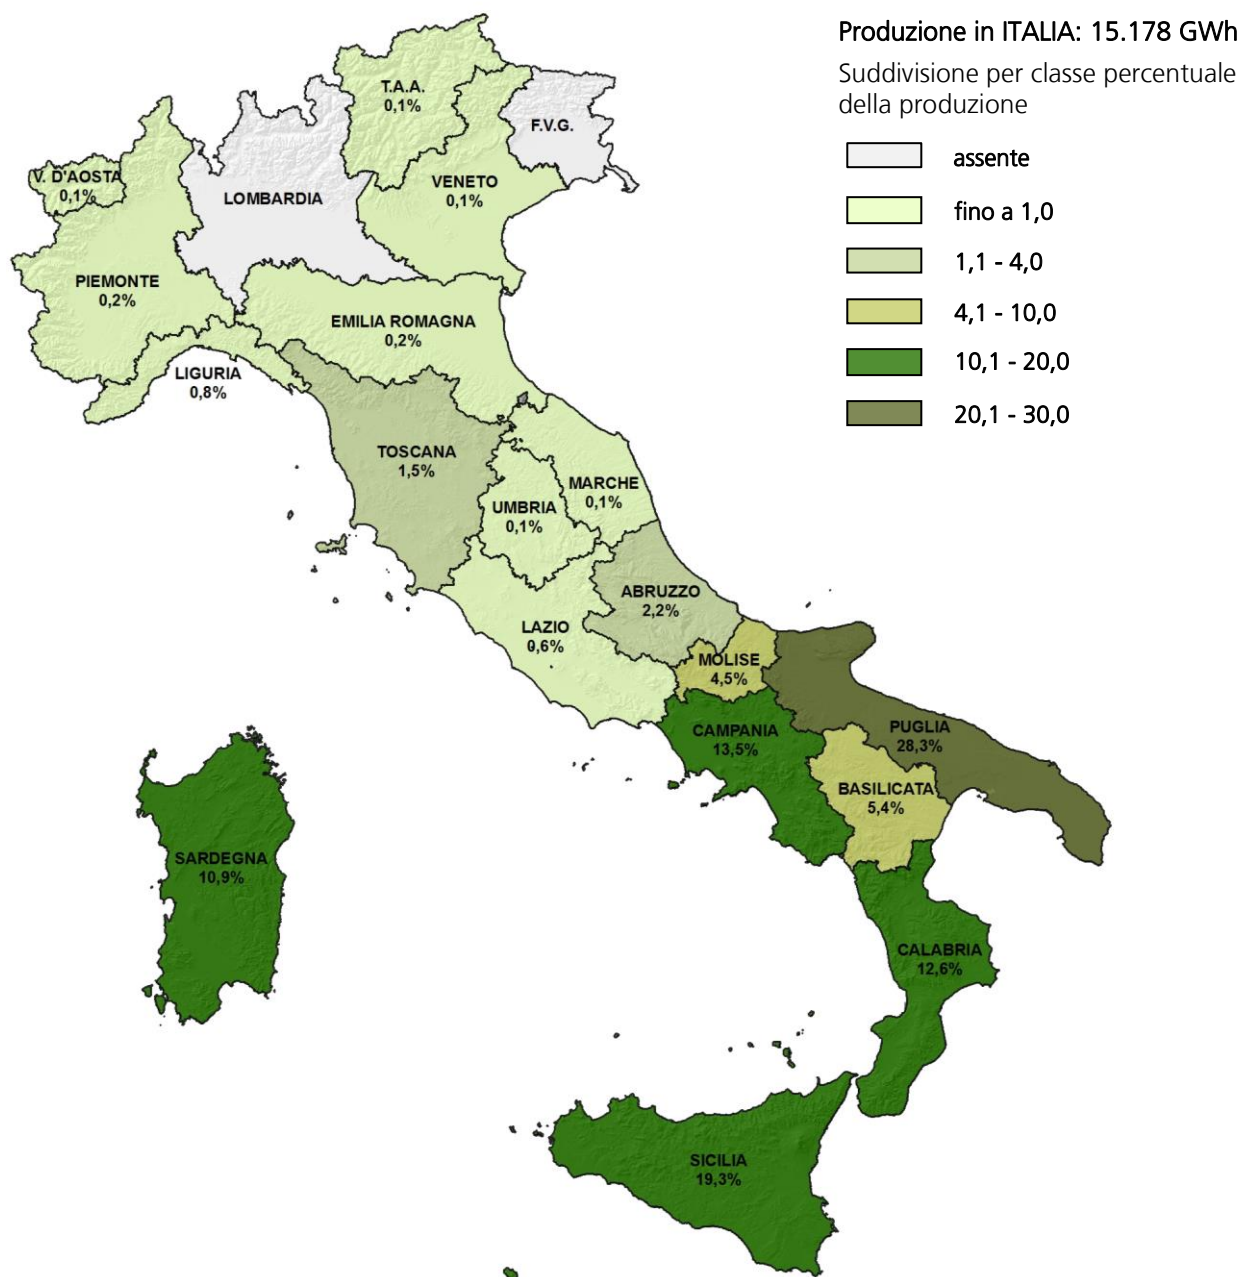 Produzione in ITALIA: 15.178 GWh
Suddivisione per classe percentuale
della produzione
assente
fino a 1,0
1,1 - 4,0
4,1 - 10,0
10,1 - 20,0
20,1 - 30,0
T.A.A.
0,1%
F.V.G.
V. D'AOSTA
0,1%
LOMBARDIA
VENETO
0,1%
PIEMONTE
0,2%
EMILIA ROMAGNA
0,2%
LIGURIA
0,8%
TOSCANA
1,5%
MARCHE
0,1%
UMBRIA
0,1%
ABRUZZO
2,2%
LAZIO
0,6%
MOLISE
4,5%
CAMPANIA
13,5%
PUGLIA
28,3%
BASILICATA
5,4%
SARDEGNA
10,9%
CALABRIA
12,6%
SICILIA
19,3%